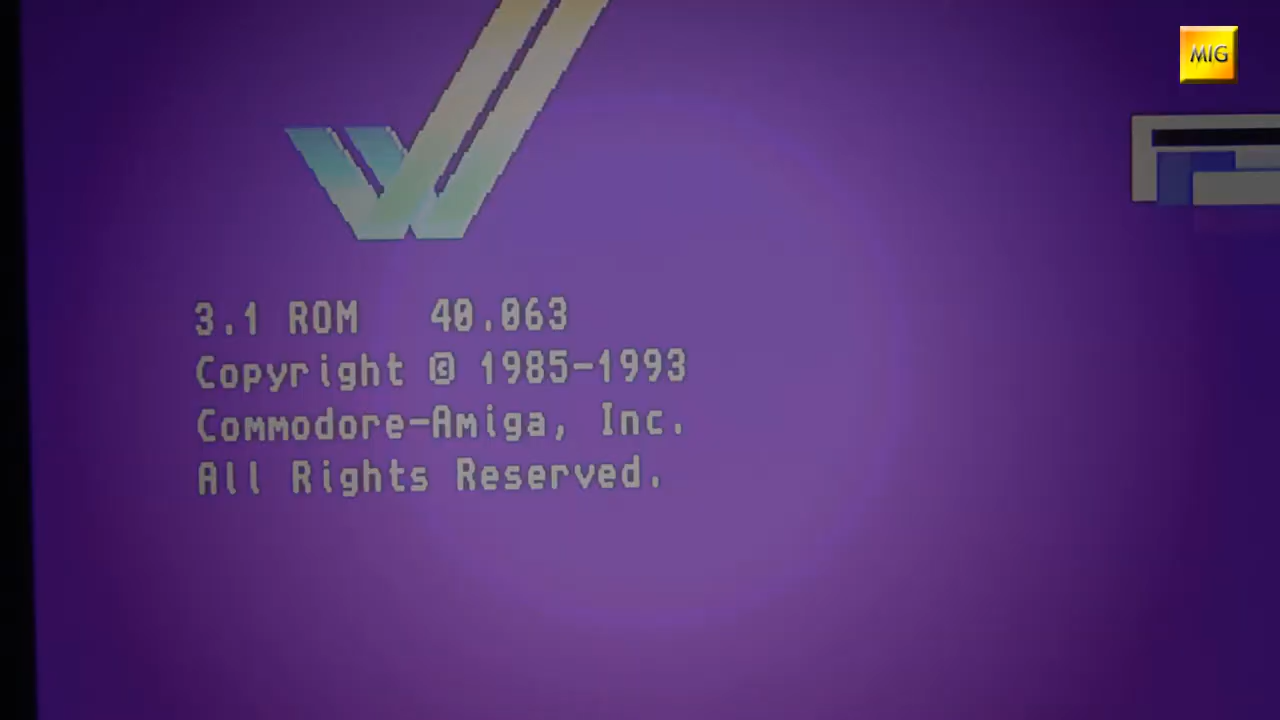 MIG
3.1 ROM 40.063
Copyright © 1985-1993
Commodore-Amiga, Inc.
All Rights Reserved.